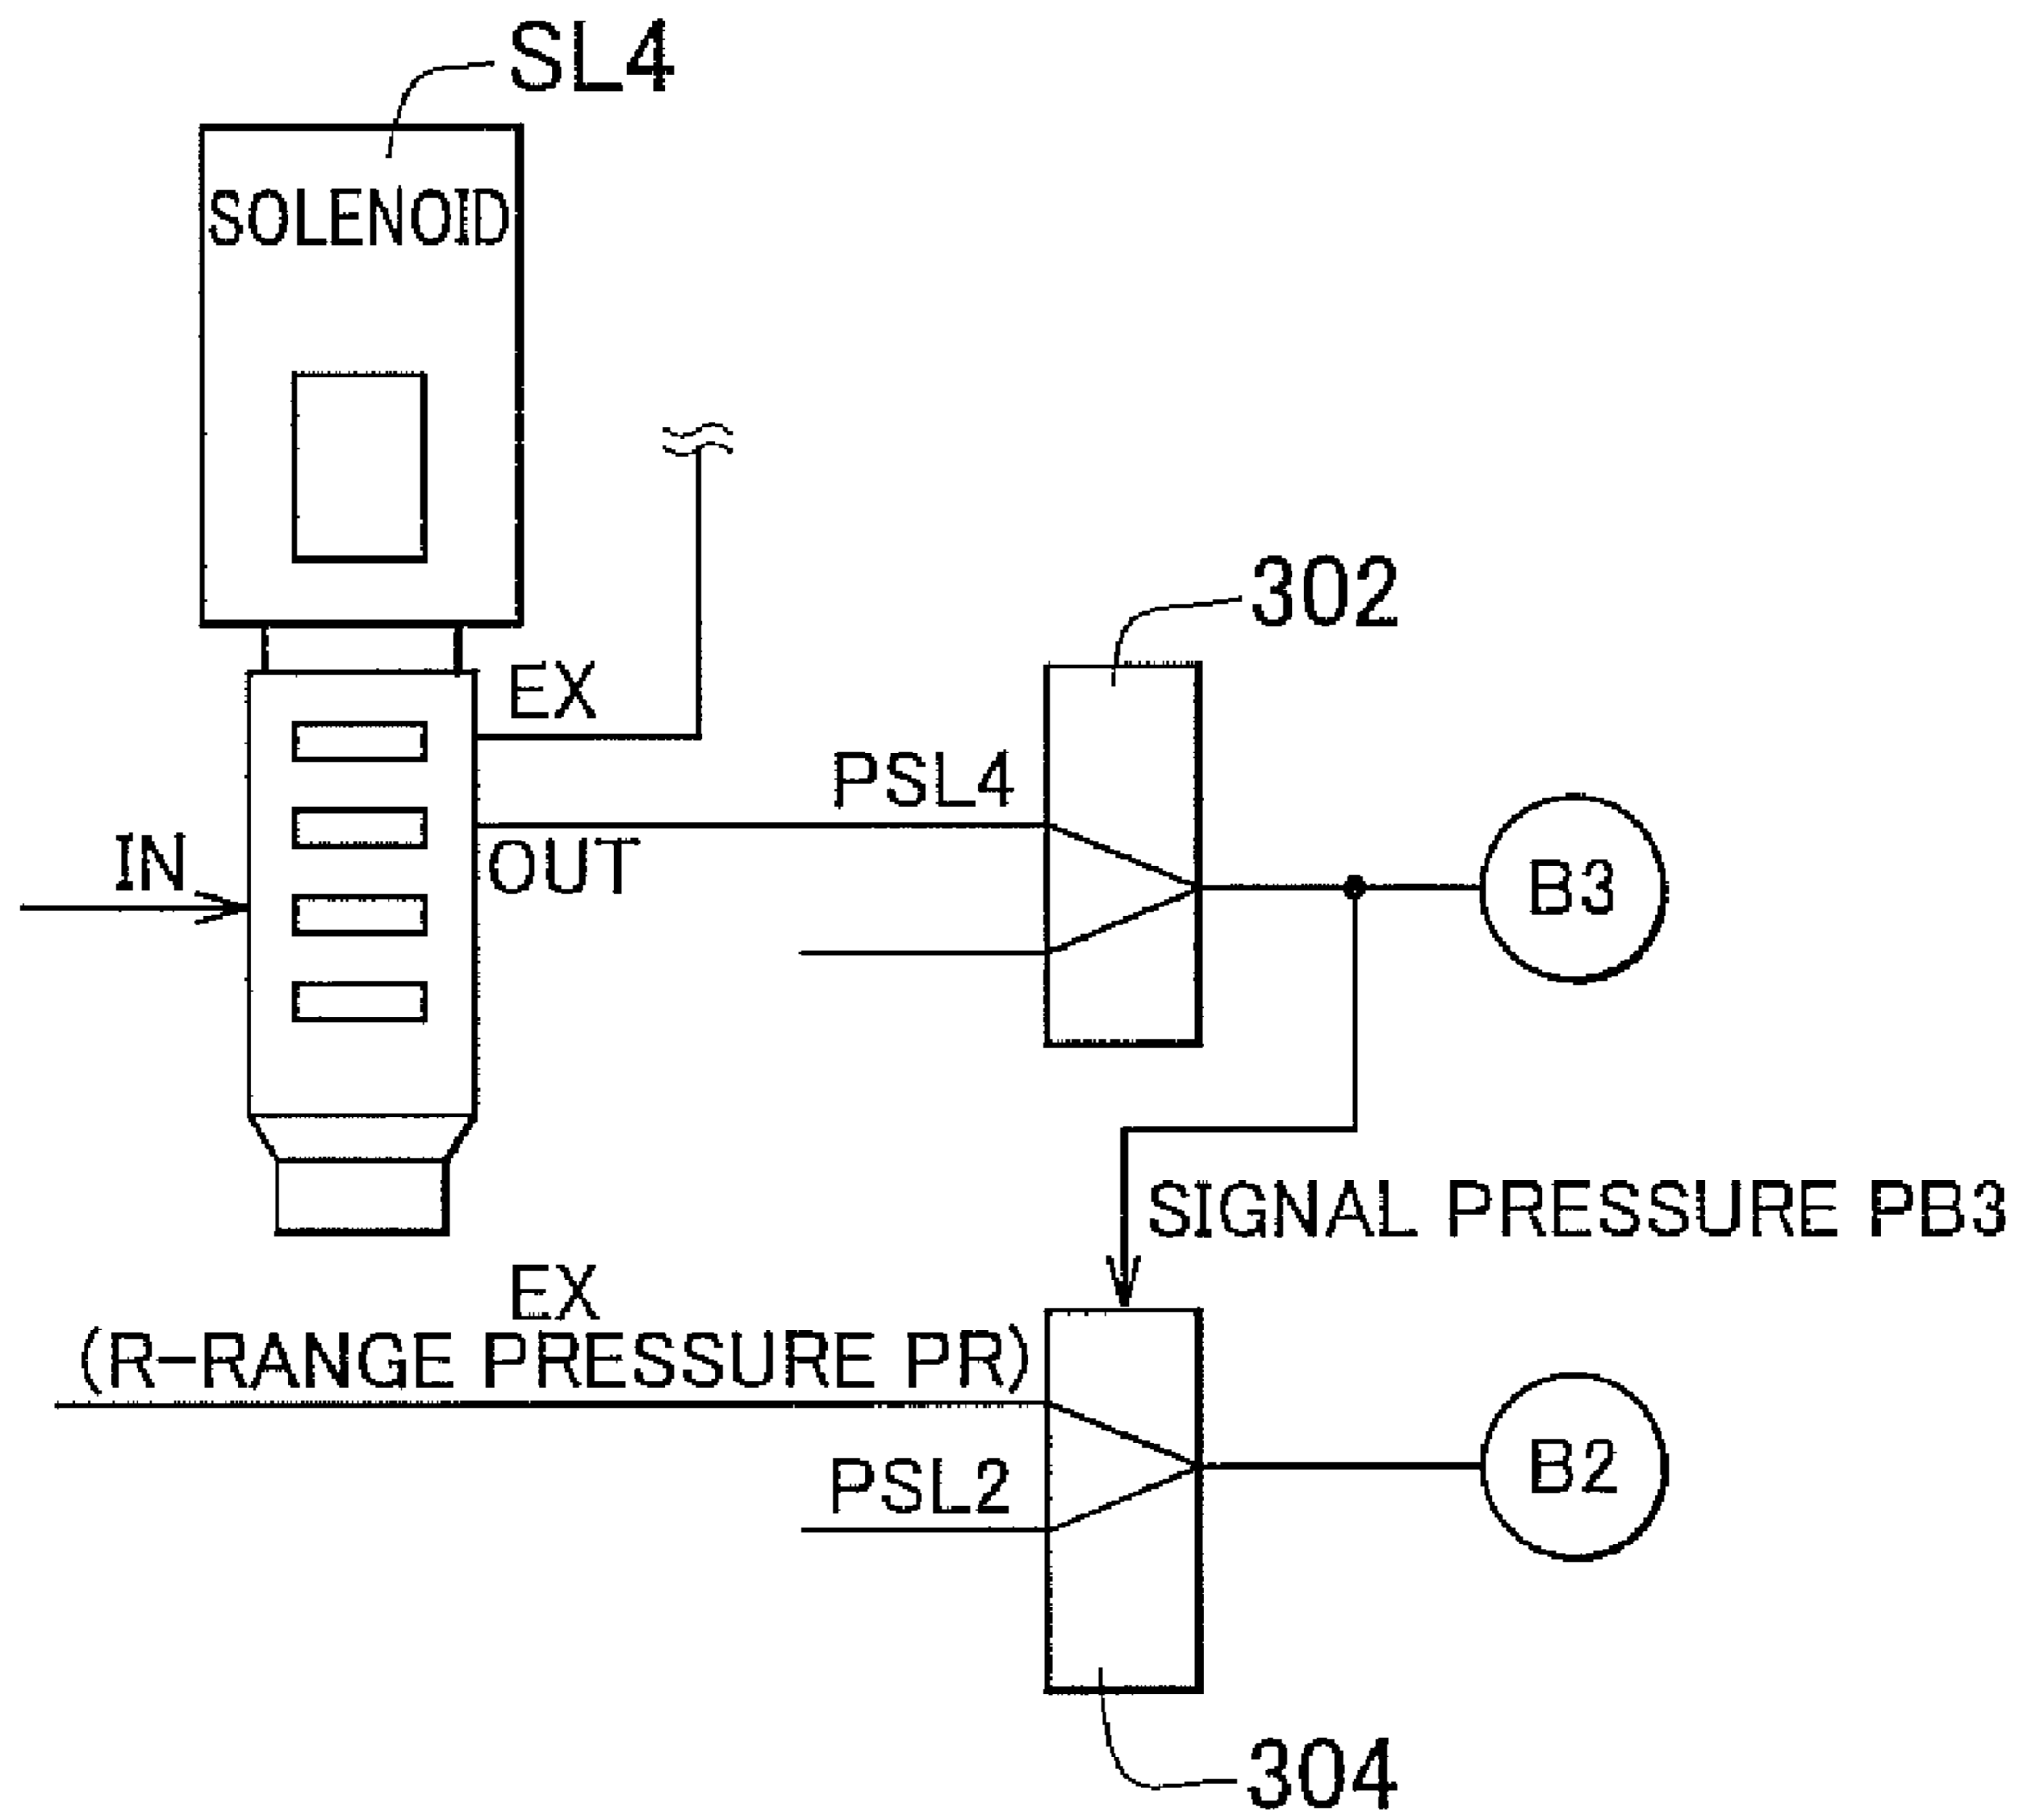 SL4
SOLENOID
302
EX
PSL4
IN
OUT
B3
SIGNAL PRESSURE PB3
EX
(R-RANGE PRESSURE PR)
PSL2
B2
304